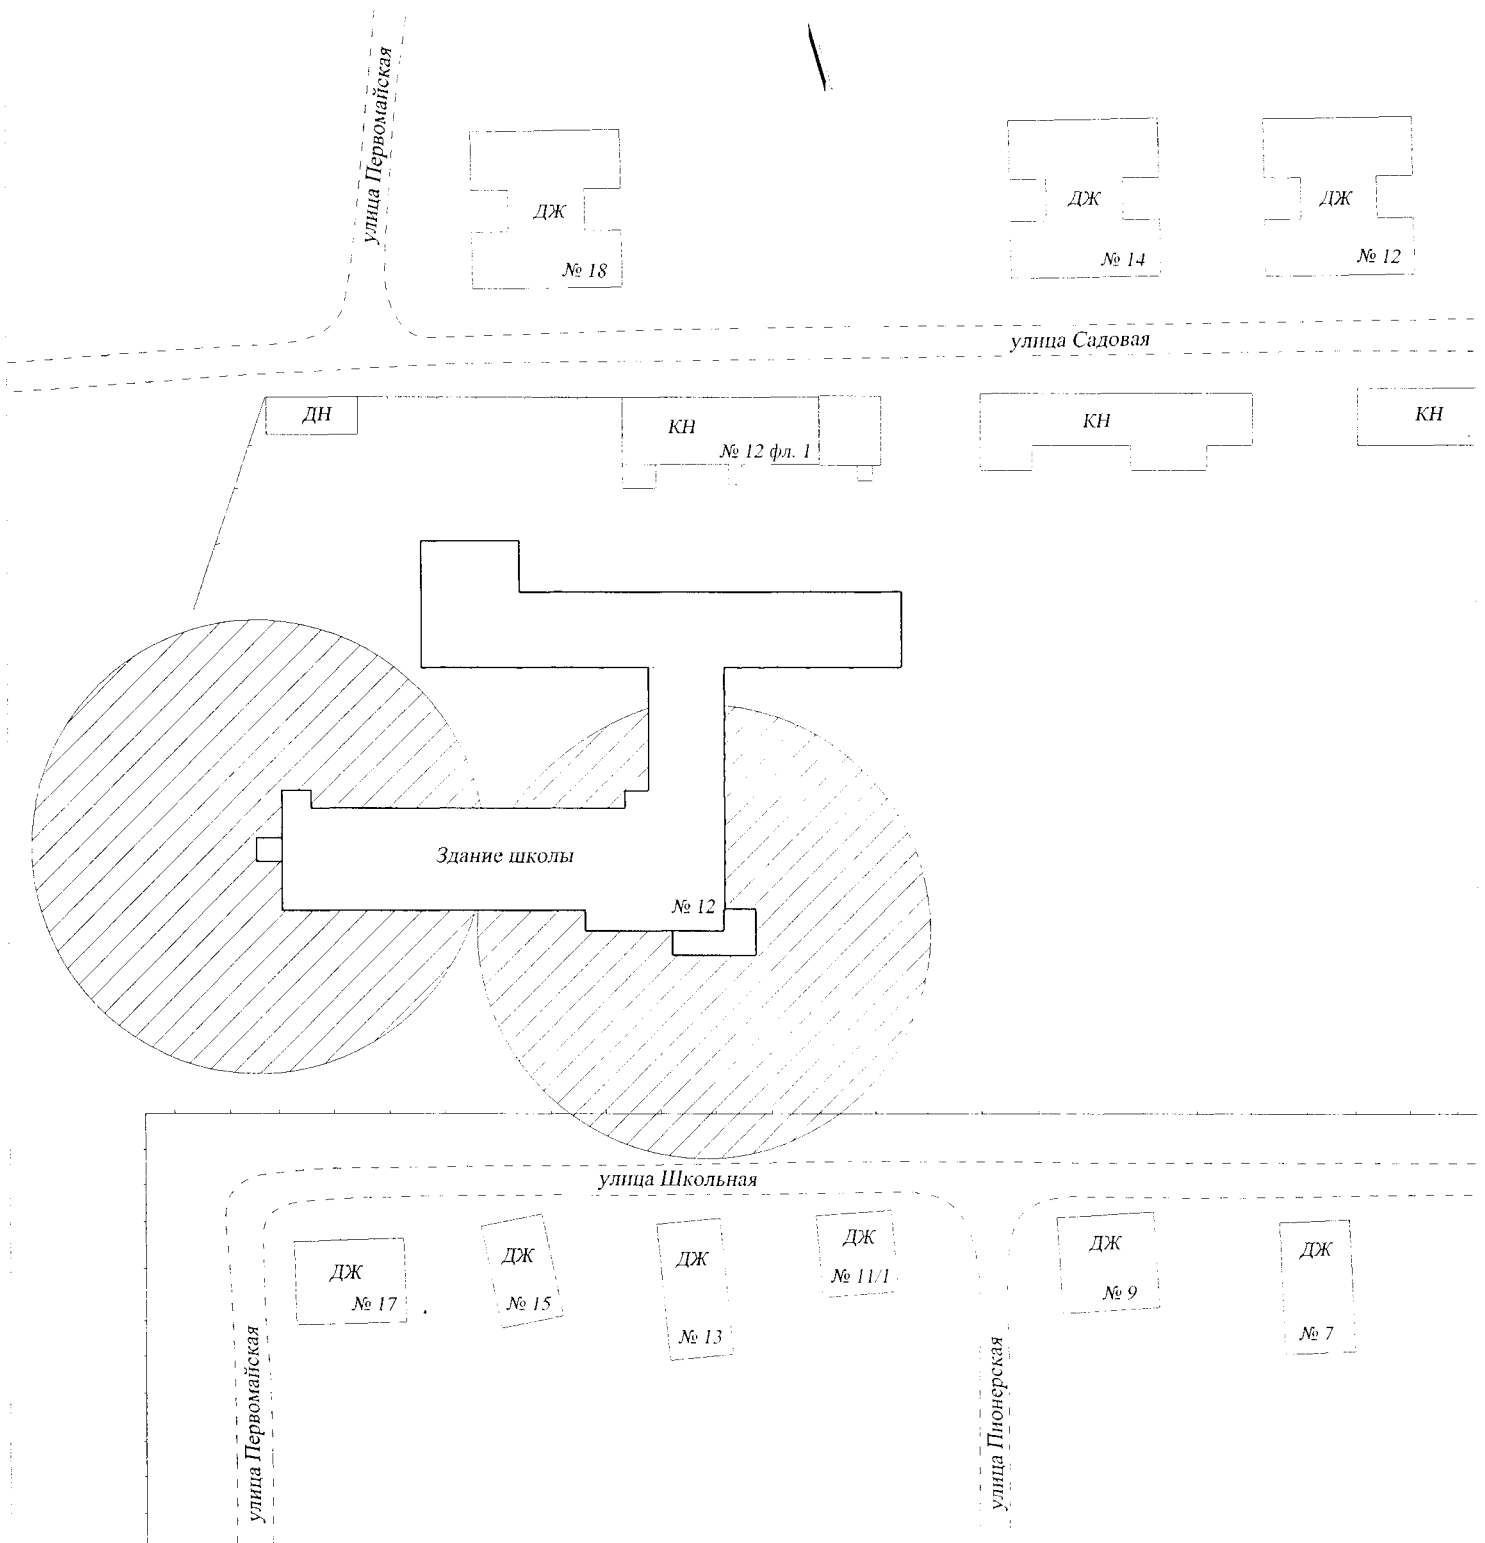 улица Первомайская
ДЖ
№ 18
ДЖ
№ 14
ДЖ
№ 12
улица Садовая
ДН
КН
№ 12 фл. 1
КН
КН
Здание школы
№ 12
улица Школьная
ДЖ
№ 17
ДЖ
№ 15
ДЖ
№ 13
ДЖ
№ 11/1
ДЖ
№ 9
ДЖ
№ 7
улица Первомайская
улица Пионерская